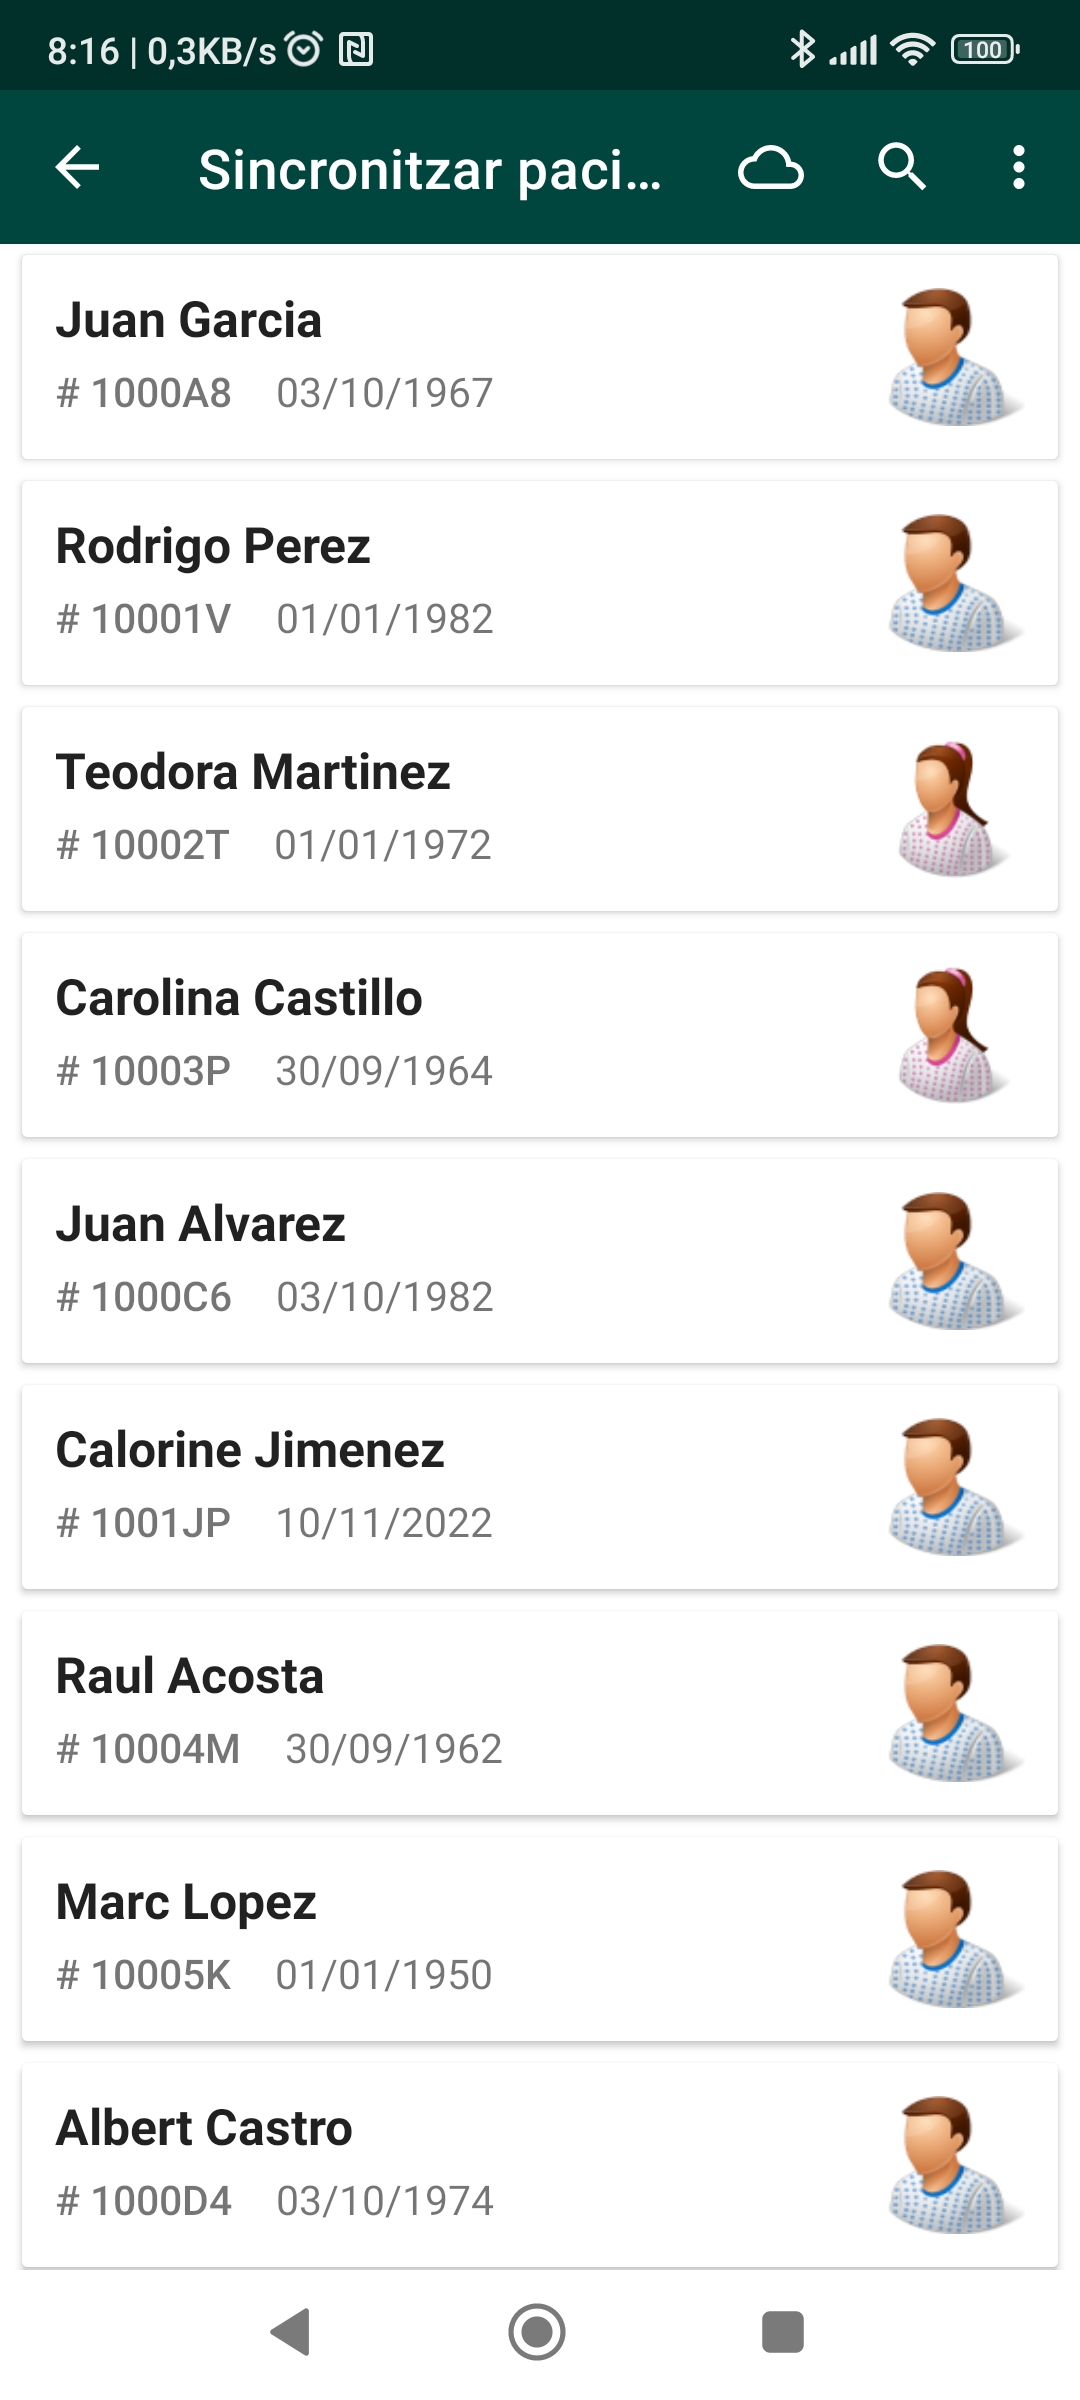 8:16 | 0,3KB/s 100
Sincronitzar paci...
Juan Garcia
# 1000A8 03/10/1967
Rodrigo Perez
# 10001V 01/01/1982
Teodora Martinez
# 10002T 01/01/1972
Carolina Castillo
# 10003P 30/09/1964
Juan Alvarez
# 1000C6 03/10/1982
Calorine Jimenez
# 1001JP 10/11/2022
Raul Acosta
# 10004M 30/09/1962
Marc Lopez
# 10005K 01/01/1950
Albert Castro
# 1000D4 03/10/1974